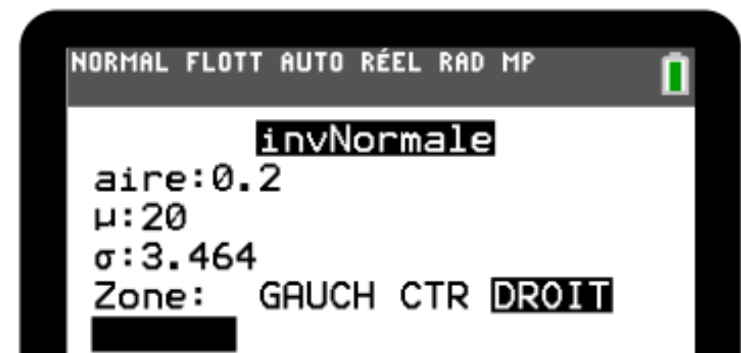 NORMAL FLOTT AUTO RÉEL RAD MP
invNormale
aire:0.2
µ:20
σ:3.464
Zone: GAUCH CTR DROIT